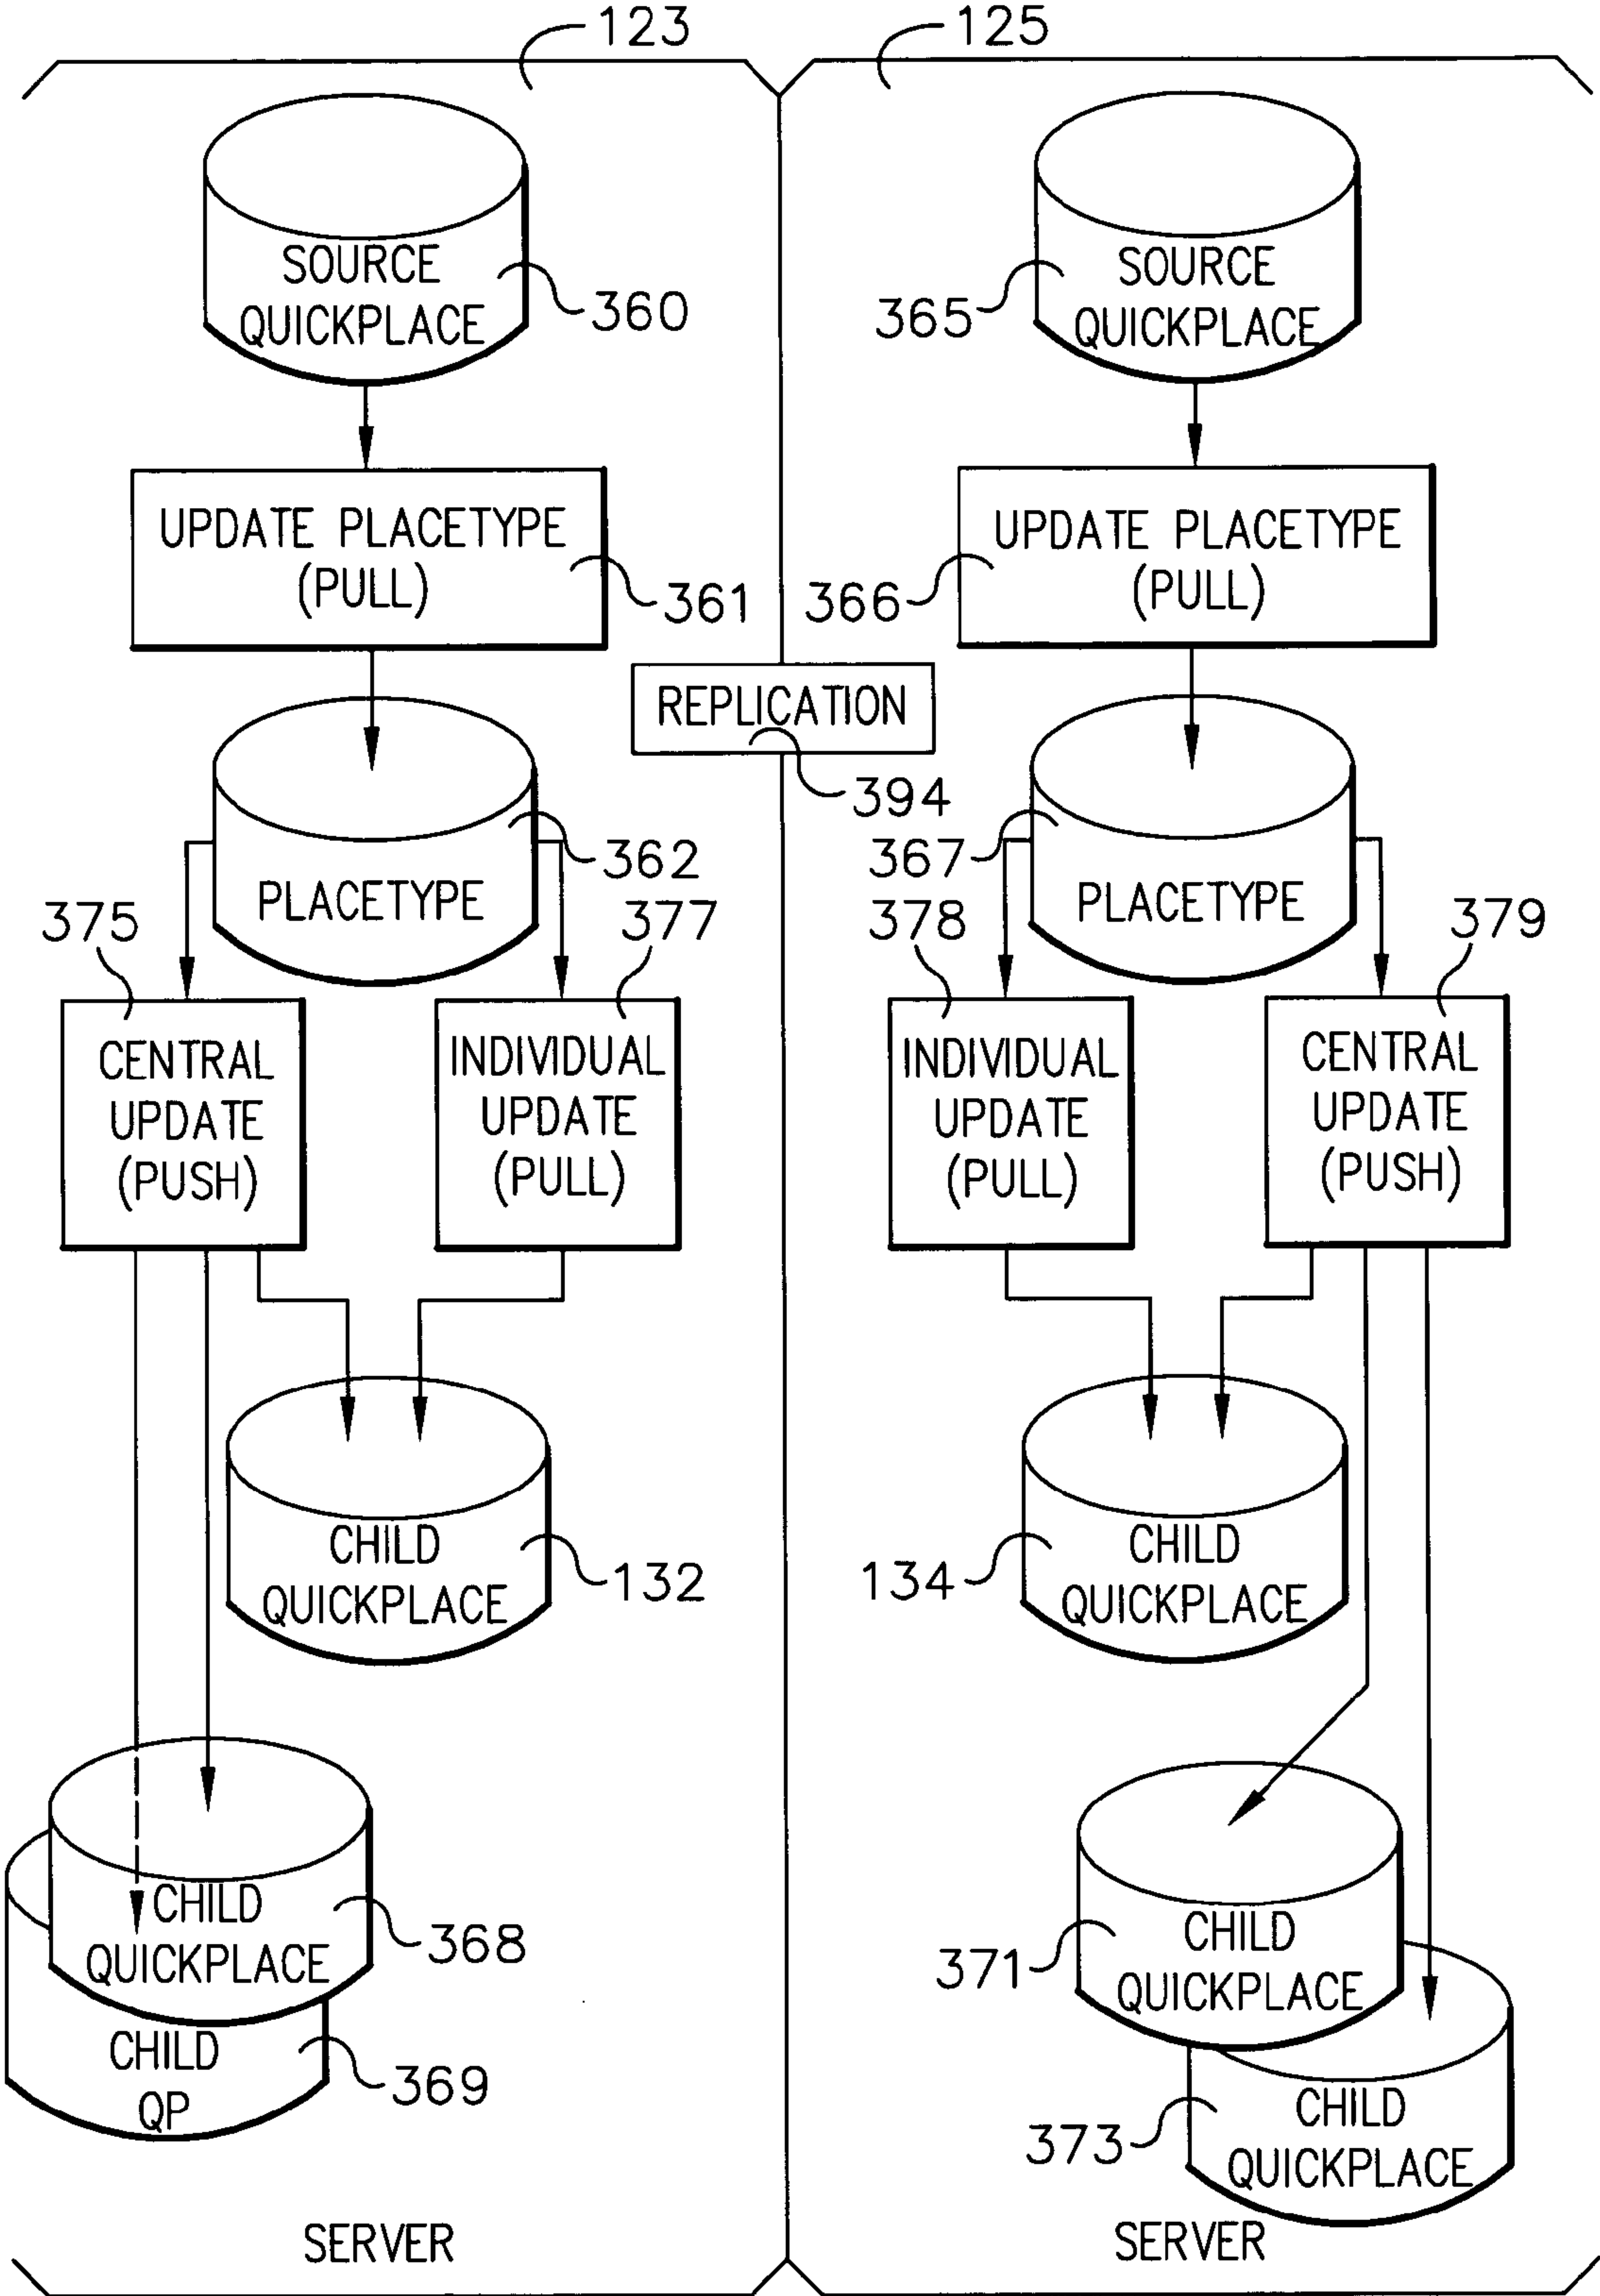 123
125
SOURCE
QUICKPLACE
360
SOURCE
QUICKPLACE
365
UPDATE PLACETYPE
(PULL)
361
UPDATE PLACETYPE
(PULL)
366
REPLICATION
394
PLACETYPE
362
PLACETYPE
367
375
377
378
379
CENTRAL
UPDATE
(PUSH)
INDIVIDUAL
UPDATE
(PULL)
INDIVIDUAL
UPDATE
(PULL)
CENTRAL
UPDATE
(PUSH)
CHILD
QUICKPLACE
132
CHILD
QUICKPLACE
134
CHILD
QUICKPLACE
368
CHILD
QP
369
CHILD
QUICKPLACE
371
CHILD
QUICKPLACE
373
SERVER
SERVER